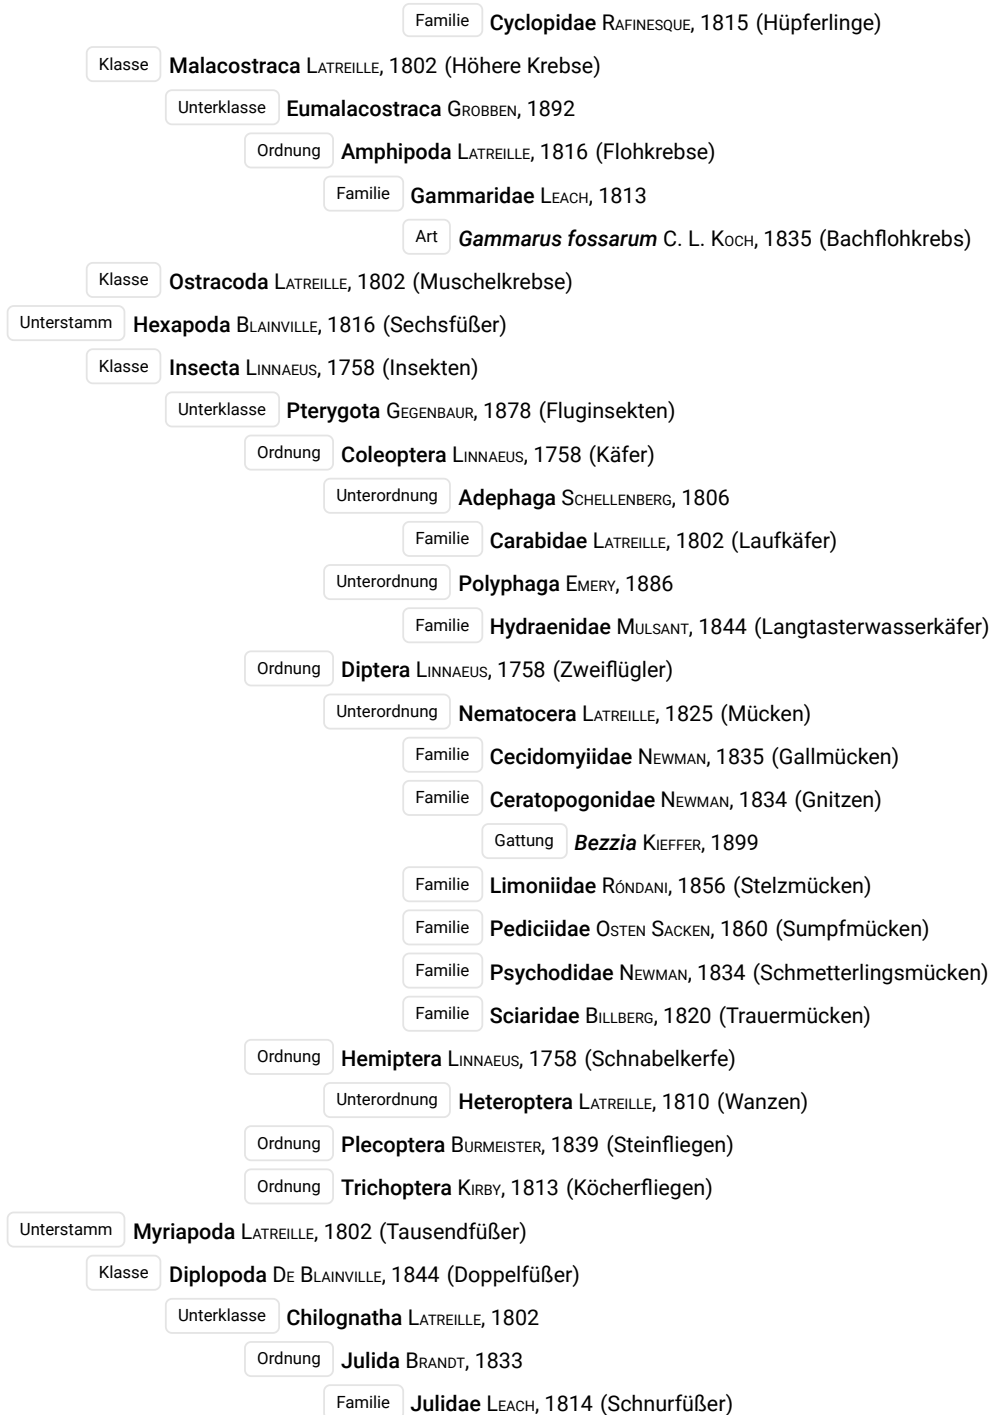 Familie Cyclopidae Rafinesque, 1815 (Hüpferlinge)
Klasse Malacostraca Latreille, 1802 (Höhere Krebse)
Unterklasse Eumalacostraca Grobben, 1892
Ordnung Amphipoda Latreille, 1816 (Flohkrebse)
Familie Gammaridae Leach, 1813
Art Gammarus fossarum C. L. Koch, 1835 (Bachflohkrebs)
Klasse Ostracoda Latreille, 1802 (Muschelkrebse)
Unterstamm Hexapoda Blainville, 1816 (Sechsfüßer)
Klasse Insecta Linnaeus, 1758 (Insekten)
Unterklasse Pterygota Gegenbaur, 1878 (Fluginsekten)
Ordnung Coleoptera Linnaeus, 1758 (Käfer)
Unterordnung Adephaga Schellenberg, 1806
Familie Carabidae Latreille, 1802 (Laufkäfer)
Unterordnung Polyphaga Emery, 1886
Familie Hydraenidae Mulsant, 1844 (Langtasterwasserkäfer)
Ordnung Diptera Linnaeus, 1758 (Zweiflügler)
Unterordnung Nematocera Latreille, 1825 (Mücken)
Familie Cecidomyiidae Newman, 1835 (Gallmücken)
Familie Ceratopogonidae Newman, 1834 (Gnitzen)
Gattung Bezzia Kieffer, 1899
Familie Limoniidae Róndani, 1856 (Stelzmücken)
Familie Pediciidae Osten Sacken, 1860 (Sumpfmücken)
Familie Psychodidae Newman, 1834 (Schmetterlingsmücken)
Familie Sciaridae Billberg, 1820 (Trauermücken)
Ordnung Hemiptera Linnaeus, 1758 (Schnabelkerfe)
Unterordnung Heteroptera Latreille, 1810 (Wanzen)
Ordnung Plecoptera Burmeister, 1839 (Steinfliegen)
Ordnung Trichoptera Kirby, 1813 (Köcherfliegen)
Unterstamm Myriapoda Latreille, 1802 (Tausendfüßer)
Klasse Diplopoda De Blainville, 1844 (Doppelfüßer)
Unterklasse Chilognatha Latreille, 1802
Ordnung Julida Brandt, 1833
Familie Julidae Leach, 1814 (Schnurfüßer)